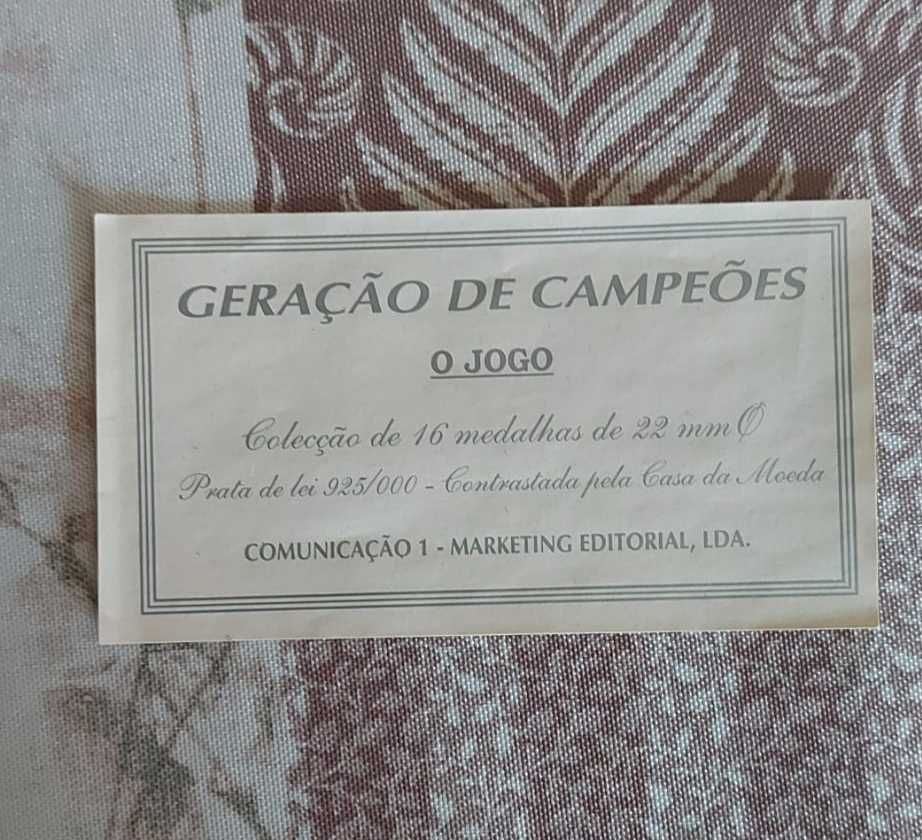 GERAÇÃO DE CAMPEÕES
O JOGO
Colecção de 16 medalhas de 22 mm Ø
Prata de lei 925/000 - Contrastada pela Casa da Moeda
COMUNICAÇÃO 1 - MARKETING EDITORIAL, LDA.